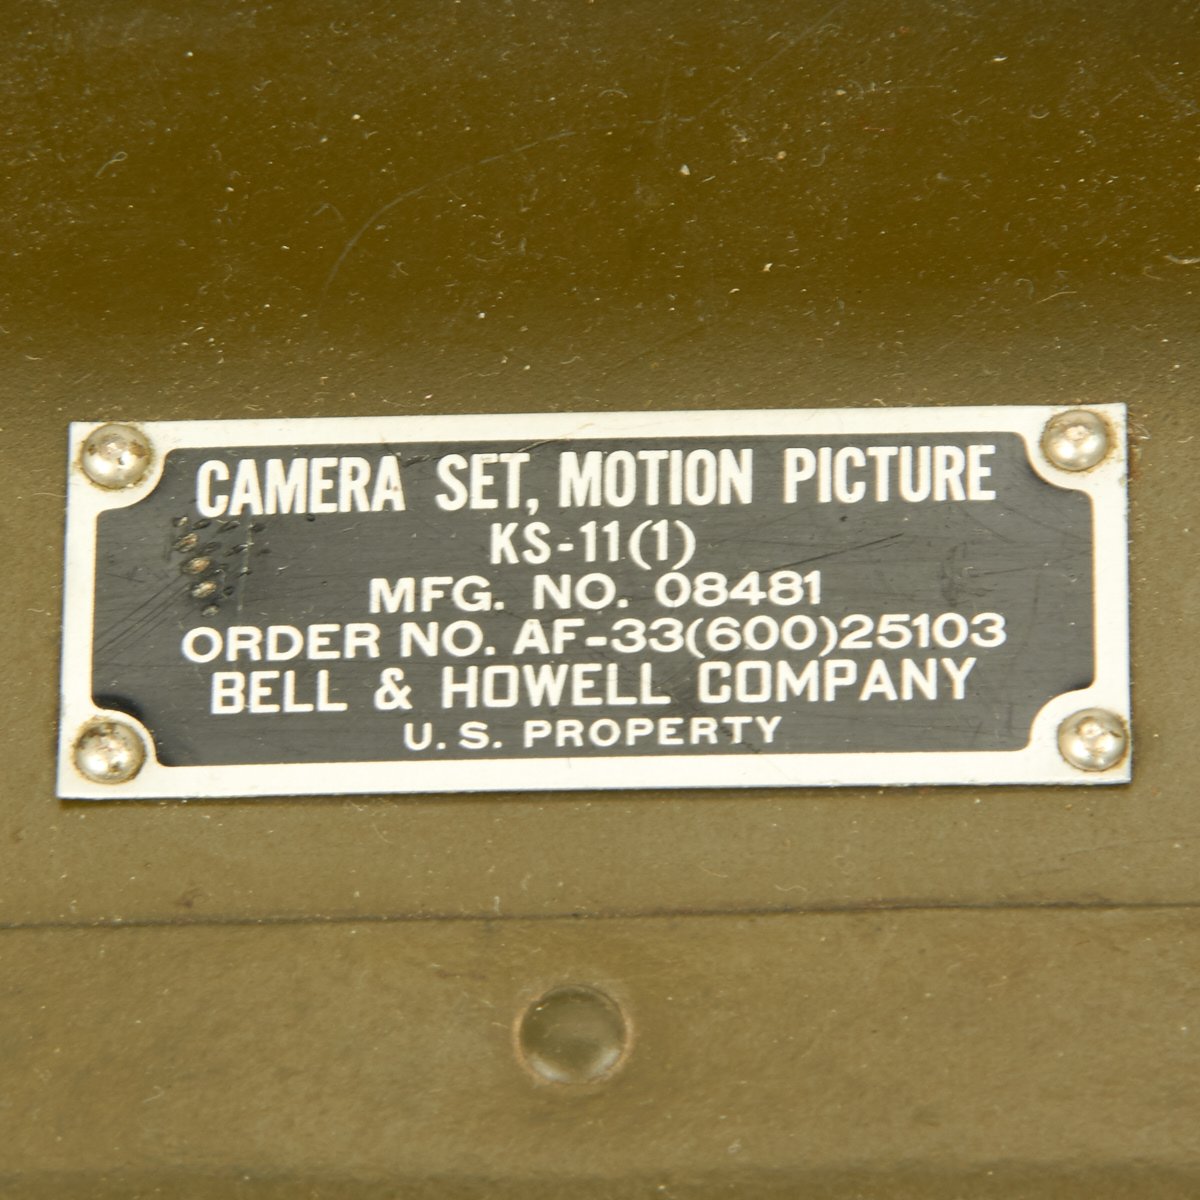 CAMERA SET, MOTION PICTURE
KS-11(1)
MFG. NO. 08481
ORDER NO. AF-33(600)25103
BELL & HOWELL COMPANY
U.S. PROPERTY